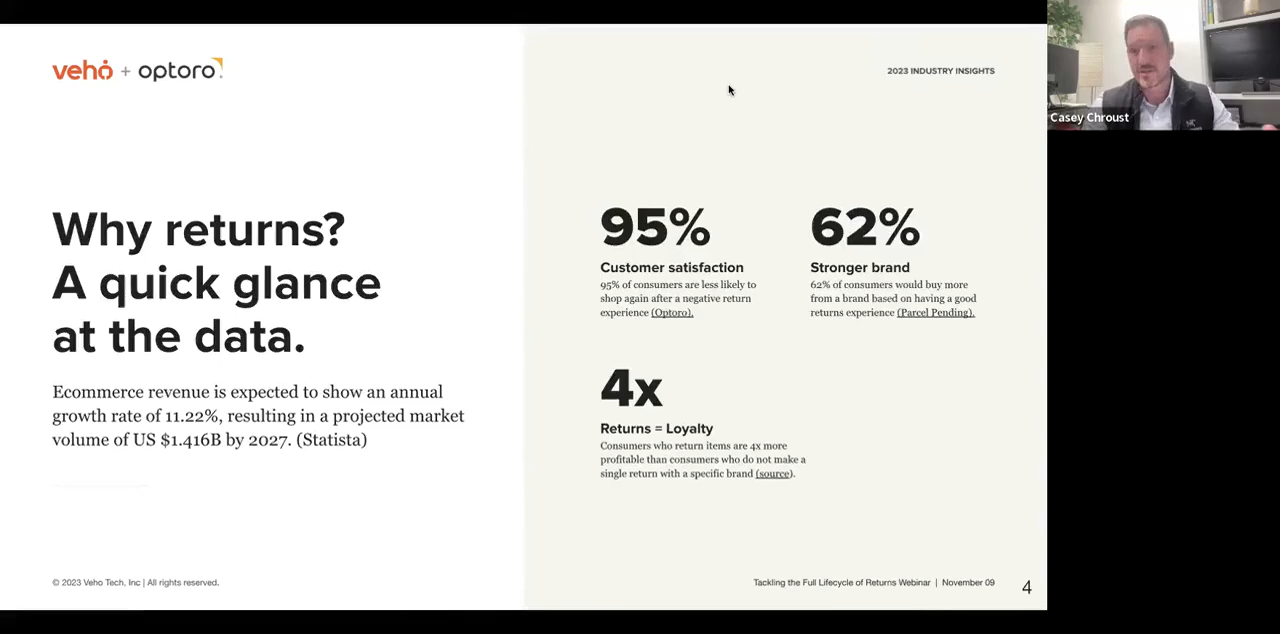 vehо + optoro
2023 INDUSTRY INSIGHTS
Casey Chroust
Why returns?
A quick glance
at the data.
Ecommerce revenue is expected to show an annual
growth rate of 11.22%, resulting in a projected market
volume of US $1.416B by 2027. (Statista)
95%
Customer satisfaction
95% of consumers are less likely to
shop again after a negative return
experience (Optoro).
62%
Stronger brand
62% of consumers would buy more
from a brand based on having a good
returns experience (Parcel Pending).
4x
Returns = Loyalty
Consumers who return items are 4x more
profitable than consumers who do not make a
single return with a specific brand (source).
© 2023 Veho Tech, Inc | All rights reserved.
Tackling the Full Lifecycle of Returns Webinar | November 09
4